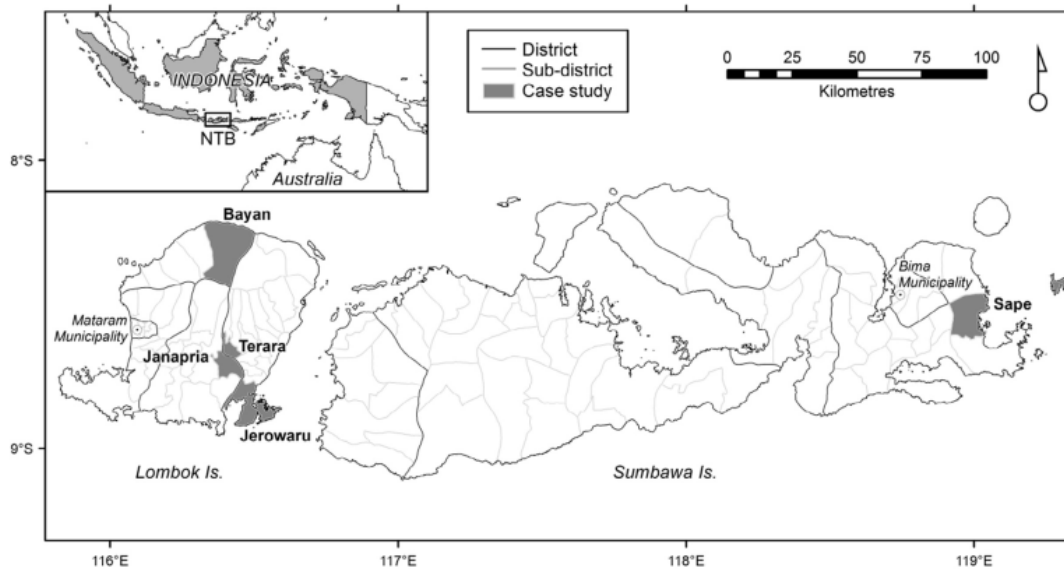 INDONESIA
NTB
Australia
District
Sub-district
Case study
0 25 50 75 100
Kilometres
8°S
Bayan
Bima
Municipality
Sape
Mataram
Municipality
Terara
Janapria
Jerowaru
9°S
Lombok Is.
Sumbawa Is.
116°E
117°E
118°E
119°E